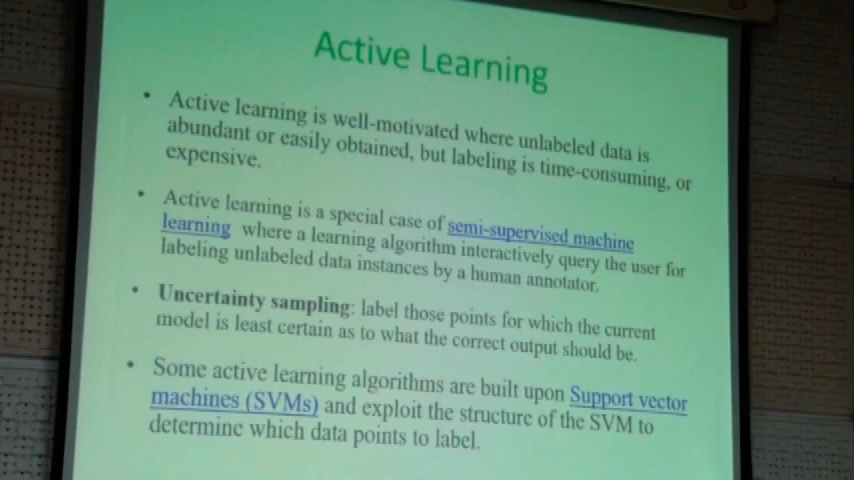 Active Learning
• Active learning is well-motivated where unlabeled data is
abundant or easily obtained, but labeling is time-consuming, or
expensive.
• Active learning is a special case of semi-supervised machine
learning where a learning algorithm interactively query the user for
labeling unlabeled data instances by a human annotator.
• Uncertainty sampling: label those points for which the current
model is least certain as to what the correct output should be.
• Some active learning algorithms are built upon Support vector
machines (SVMs) and exploit the structure of the SVM to
determine which data points to label.